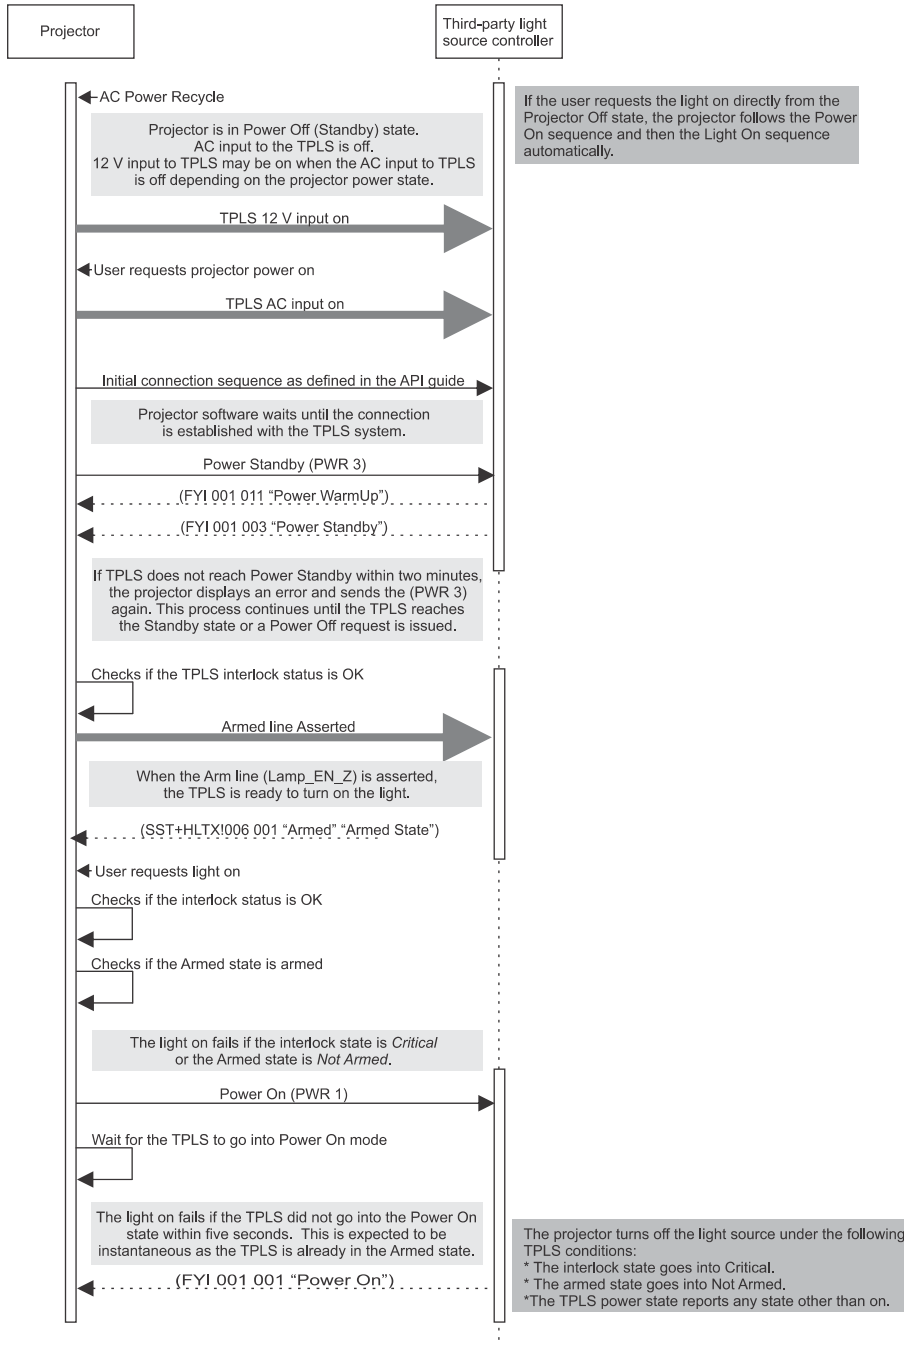 Projector
Third-party light
source controller
AC Power Recycle
If the user requests the light on directly from the
Projector Off state, the projector follows the Power
On sequence and then the Light On sequence
automatically.
Projector is in Power Off (Standby) state.
AC input to the TPLS is off.
12 V input to TPLS may be on when the AC input to TPLS
is off depending on the projector power state.
TPLS 12 V input on
User requests projector power on
TPLS AC input on
Initial connection sequence as defined in the API guide
Projector software waits until the connection
is established with the TPLS system.
Power Standby (PWR 3)
(FYI 001 011 “Power WarmUp”)
(FYI 001 003 “Power Standby”)
If TPLS does not reach Power Standby within two minutes,
the projector displays an error and sends the (PWR 3)
again. This process continues until the TPLS reaches
the Standby state or a Power Off request is issued.
Checks if the TPLS interlock status is OK
Armed line Asserted
When the Arm line (Lamp_EN_Z) is asserted,
the TPLS is ready to turn on the light.
(SST+HLTX!006 001 “Armed” “Armed State”)
User requests light on
Checks if the interlock status is OK
Checks if the Armed state is armed
The light on fails if the interlock state is Critical
or the Armed state is Not Armed.
Power On (PWR 1)
Wait for the TPLS to go into Power On mode
The light on fails if the TPLS did not go into the Power On
state within five seconds. This is expected to be
instantaneous as the TPLS is already in the Armed state.
(FYI 001 001 “Power On”)
The projector turns off the light source under the following
TPLS conditions:
* The interlock state goes into Critical.
* The armed state goes into Not Armed.
*The TPLS power state reports any state other than on.